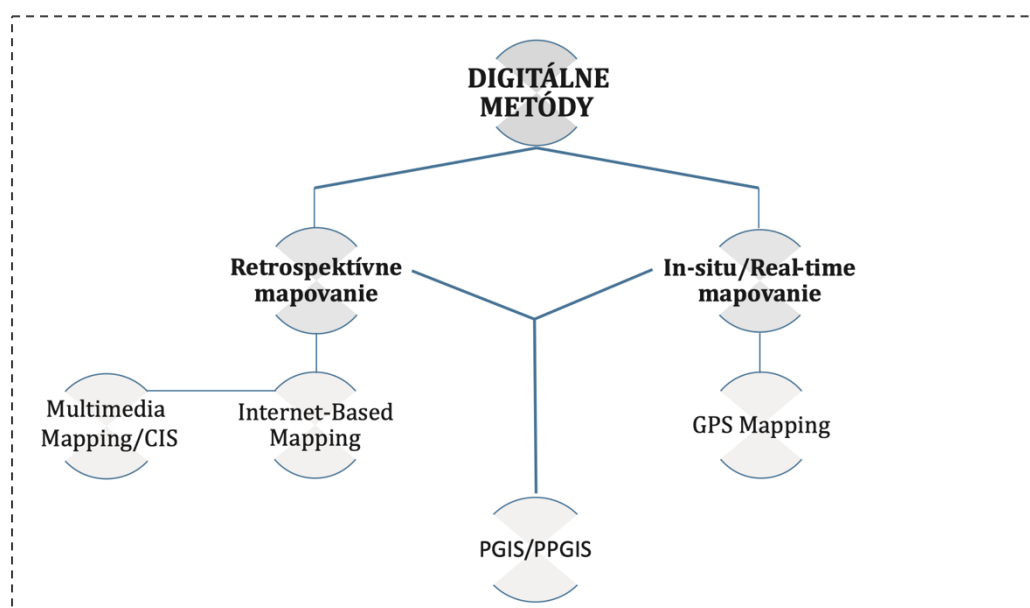 DIGITÁLNE
METÓDY
Retrospektívne
mapovanie
In-situ/Real-time
mapovanie
Multimedia
Mapping/CIS
Internet-Based
Mapping
GPS Mapping
PGIS/PPGIS